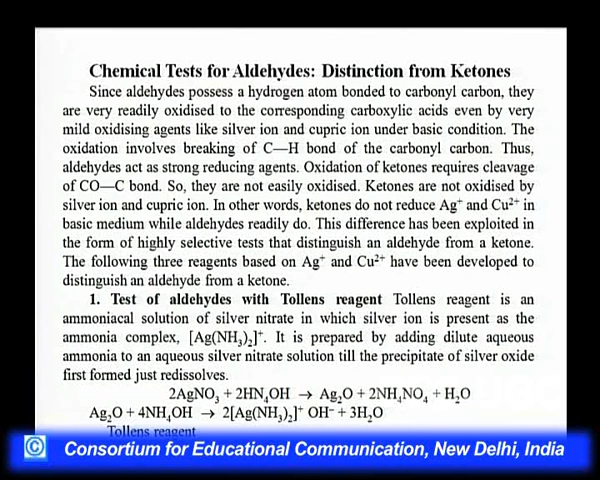 Chemical Tests for Aldehydes: Distinction from Ketones
Since aldehydes possess a hydrogen atom bonded to carbonyl carbon, they
are very readily oxidised to the corresponding carboxylic acids even by very
mild oxidising agents like silver ion and cupric ion under basic condition. The
oxidation involves breaking of C—H bond of the carbonyl carbon. Thus,
aldehydes act as strong reducing agents. Oxidation of ketones requires cleavage
of CO—C bond. So, they are not easily oxidised. Ketones are not oxidised by
silver ion and cupric ion. In other words, ketones do not reduce Ag⁺ and Cu²⁺ in
basic medium while aldehydes readily do. This difference has been exploited in
the form of highly selective tests that distinguish an aldehyde from a ketone.
The following three reagents based on Ag⁺ and Cu²⁺ have been developed to
distinguish an aldehyde from a ketone.
1. Test of aldehydes with Tollens reagent Tollens reagent is an
ammoniacal solution of silver nitrate in which silver ion is present as the
ammonia complex, [Ag(NH₃)₂]⁺. It is prepared by adding dilute aqueous
ammonia to an aqueous silver nitrate solution till the precipitate of silver oxide
first formed just redissolves.
2AgNO₃ + 2HN₄OH → Ag₂O + 2NH₄NO₄ + H₂O
Ag₂O + 4NH₄OH → 2[Ag(NH₃)₂]⁺ OH⁻ + 3H₂O
Tollens reagent
© Consortium for Educational Communication, New Delhi, India